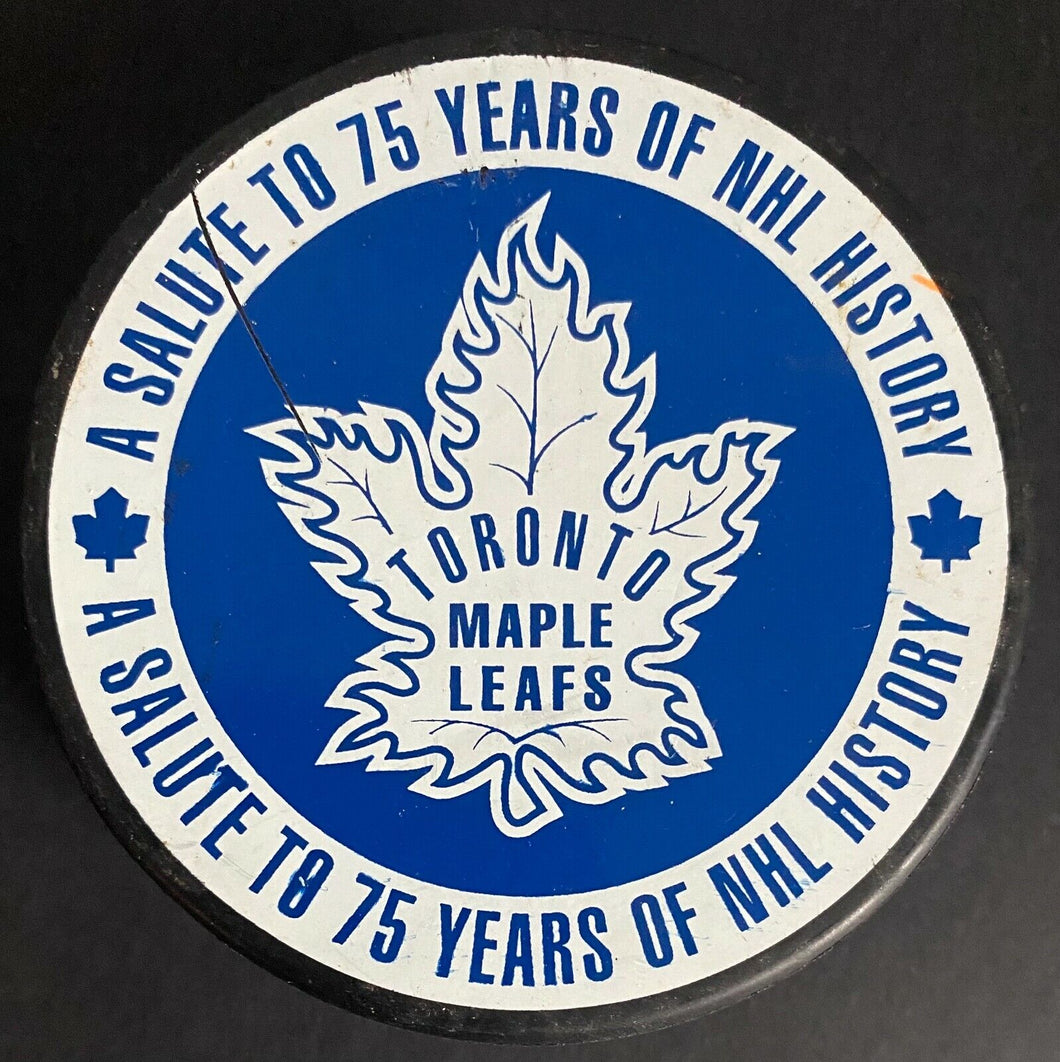 A SALUTE TO 75 YEARS OF NHL HISTORY
TORONTO
MAPLE
LEAFS
A SALUTE TO 75 YEARS OF NHL HISTORY